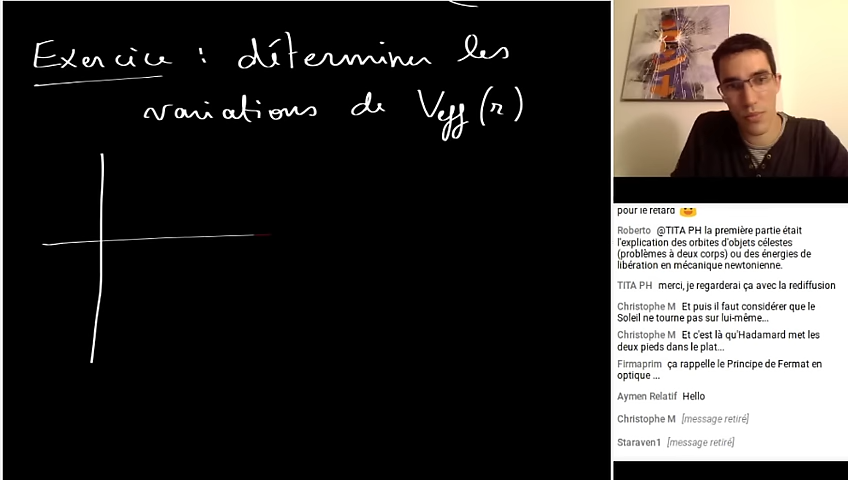 Exercice : déterminer les
variations de Veff(r)
pour le retard
Roberto @TITA PH la première partie était
l'explication des orbites d'objets célestes
(problèmes à deux corps) ou des énergies de
libération en mécanique newtonienne.
TITA PH merci, je regarderai ça avec la rediffusion
Christophe M Et puis il faut considérer que le
Soleil ne tourne pas sur lui-même...
Christophe M Et c'est là qu'Hadamard met les
deux pieds dans le plat...
Firmaprim ça rappelle le Principe de Fermat en
optique ...
Aymen Relatif Hello
Christophe M [message retiré]
Staraven1 [message retiré]